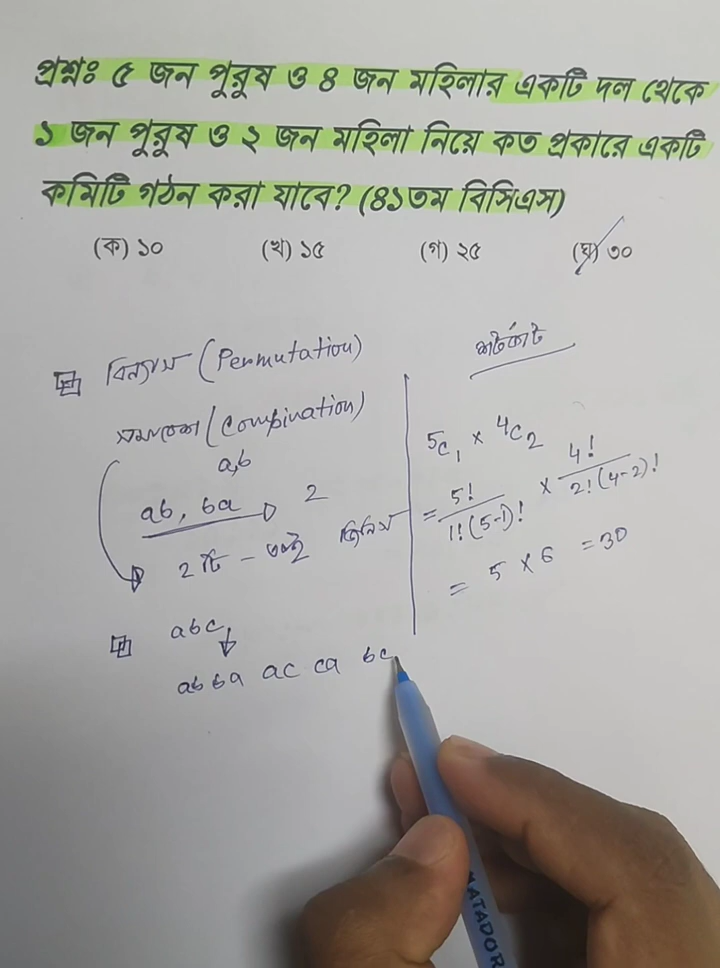 প্রশ্নঃ ৫ জন পুরুষ ও ৪ জন মহিলার একটি দল থেকে
১ জন পুরুষ ও ২ জন মহিলা নিয়ে কত প্রকারে একটি
কমিটি গঠন করা যাবে? (৪১তম বিসিএস)
(ক) ১০ (খ) ১৫ (গ) ২৫ (ঘ) ৩০
বিন্যাস (Permutation)
সমাবেশ (Combination)
a,b
ab, ba → 2
2 টি - একই জিনিস
abc,
ab ba ac ca bc
শর্টকাট
⁵C₁ × ⁴C₂
= 5!/1!(5-1)! × 4!/2!(4-2)!
= 5 × 6 = 30
MATADOR